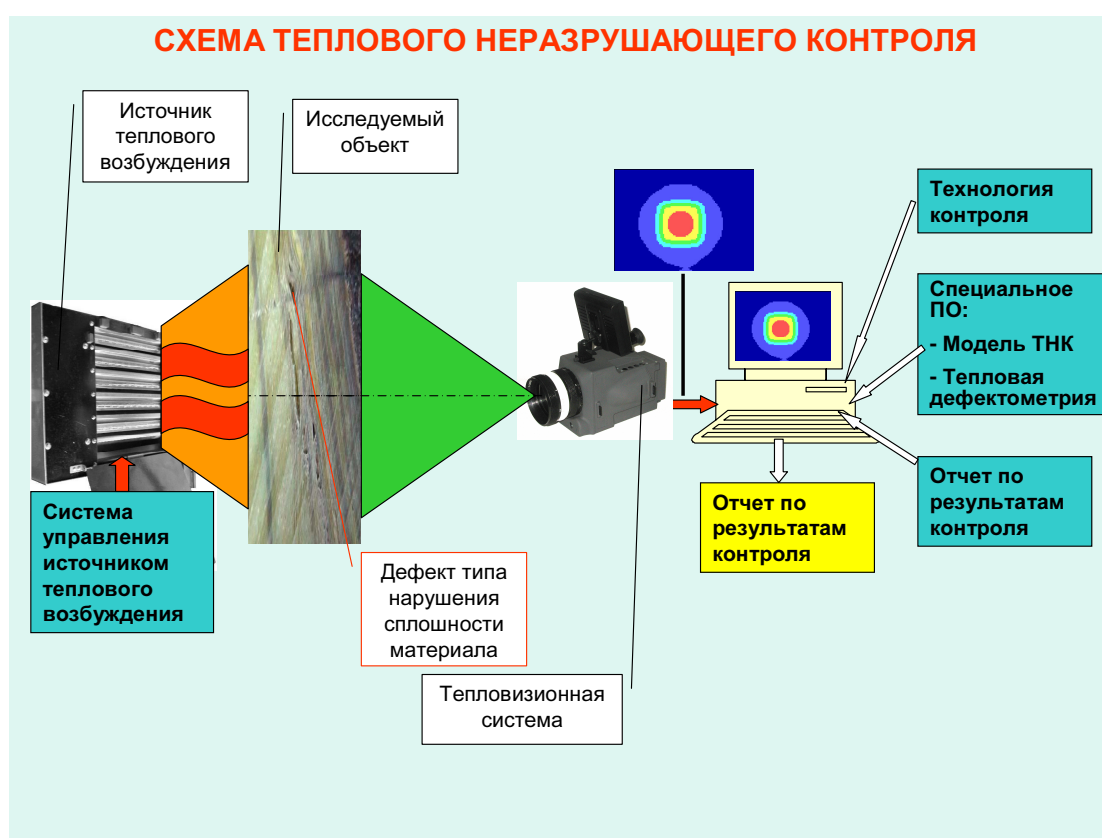 СХЕМА ТЕПЛОВОГО НЕРАЗРУШАЮЩЕГО КОНТРОЛЯ
Источник
теплового
возбуждения
Исследуемый
объект
Технология
контроля
Специальное
ПО:
- Модель ТНК
- Тепловая
дефектометрия
Система
управления
источником
теплового
возбуждения
Дефект типа
нарушения
сплошности
материала
Тепловизионная
система
Отчет по
результатам
контроля
Отчет по
результатам
контроля